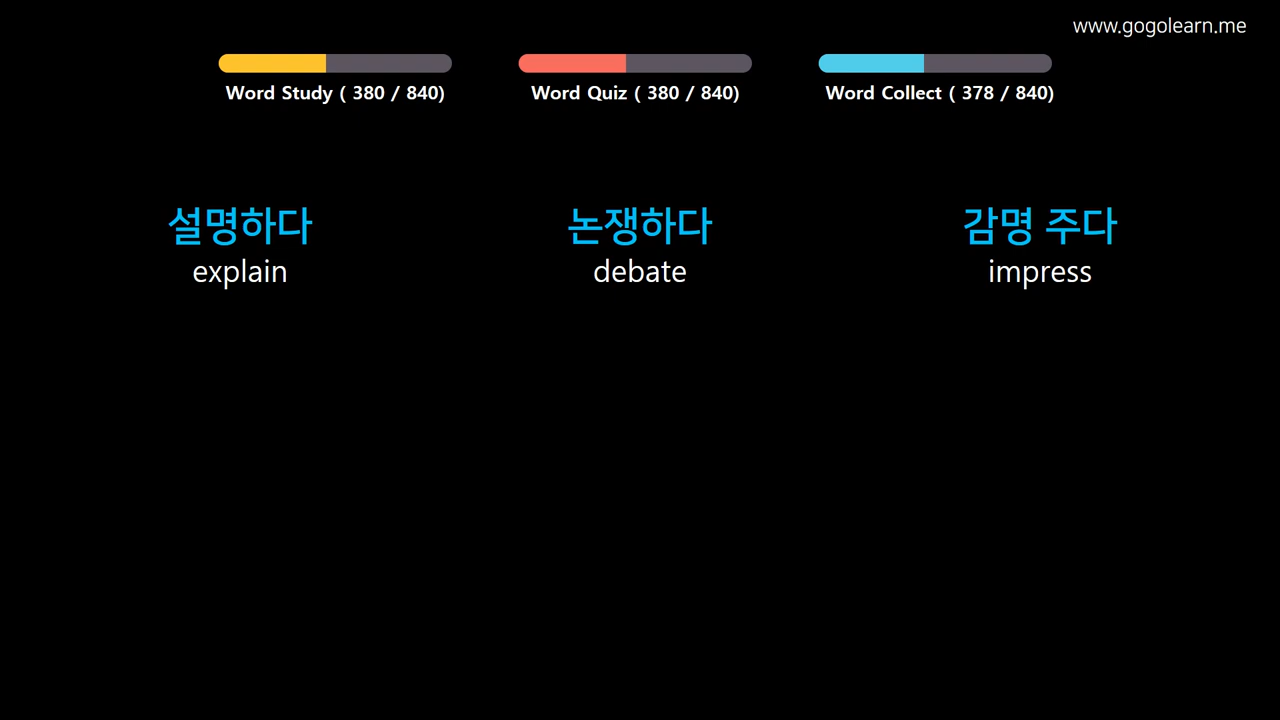 www.gogolearn.me
Word Study ( 380 / 840)
Word Quiz ( 380 / 840)
Word Collect ( 378 / 840)
설명하다
explain
논쟁하다
debate
감명 주다
impress